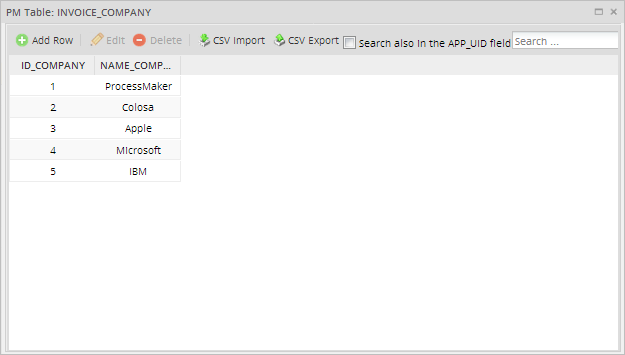 PM Table: INVOICE_COMPANY
Add Row Edit Delete CSV Import CSV Export Search also in the APP_UID field Search ...
ID_COMPANY NAME_COMP...
1 ProcessMaker
2 Colosa
3 Apple
4 Microsoft
5 IBM